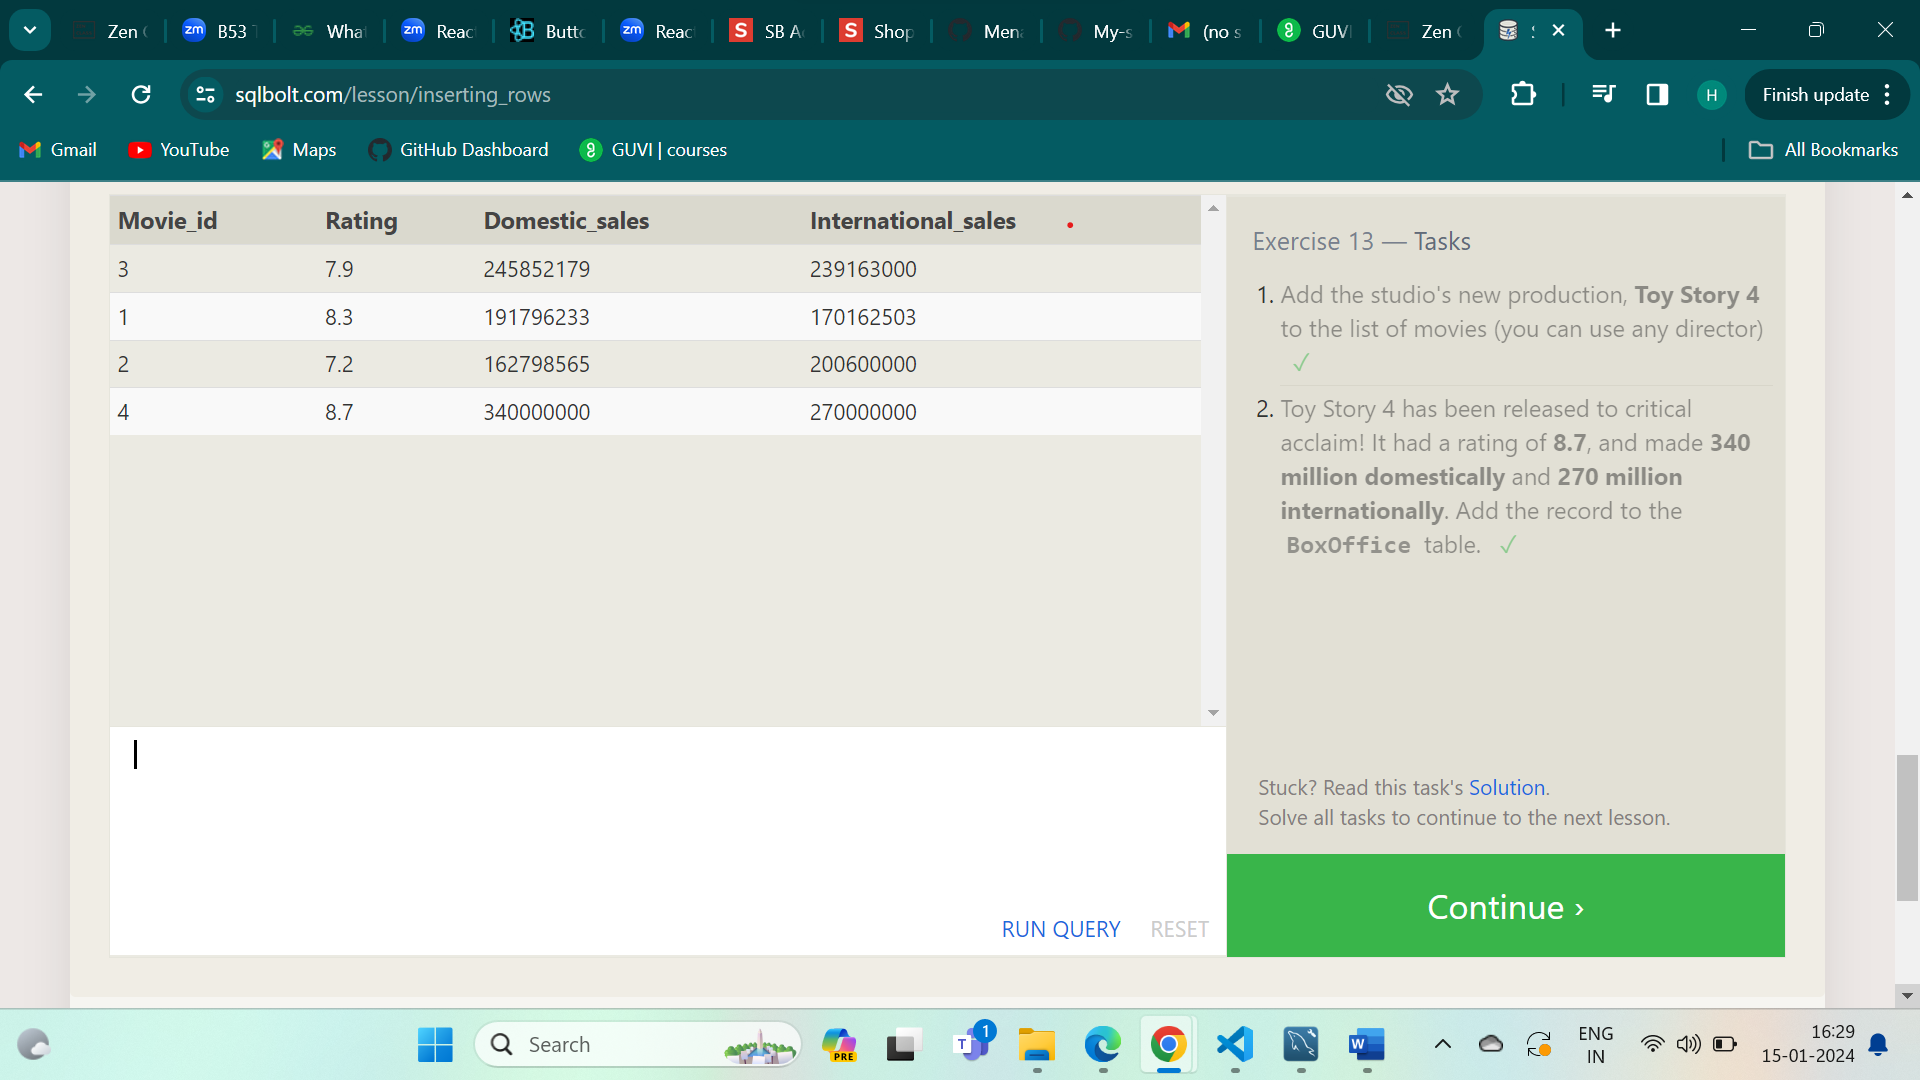 Zen
B53
What
Reac
Butto
Reac
SB A
Shop
Men
My-s
(no s
GUVI
Zen
sqlbolt.com/lesson/inserting_rows
H
Finish update
Gmail
YouTube
Maps
GitHub Dashboard
GUVI | courses
All Bookmarks
Movie_id Rating Domestic_sales International_sales
3 7.9 245852179 239163000
1 8.3 191796233 170162503
2 7.2 162798565 200600000
4 8.7 340000000 270000000
RUN QUERY RESET
Exercise 13 — Tasks
1. Add the studio's new production, Toy Story 4
to the list of movies (you can use any director)
✓
2. Toy Story 4 has been released to critical
acclaim! It had a rating of 8.7, and made 340
million domestically and 270 million
internationally. Add the record to the
BoxOffice table. ✓
Stuck? Read this task's Solution.
Solve all tasks to continue to the next lesson.
Continue ›
Search
PRE
1
ENG
IN
16:29
15-01-2024